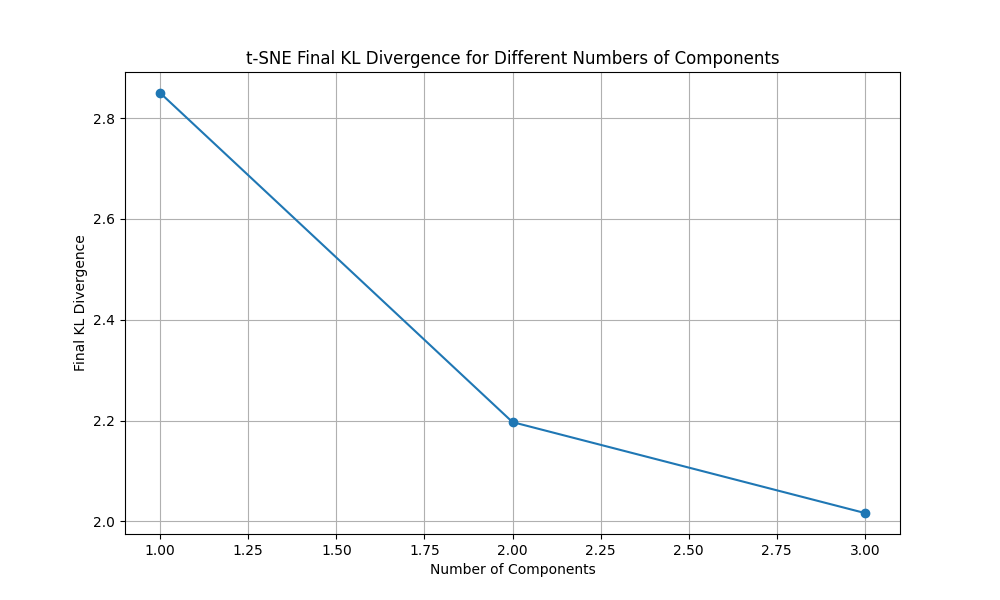 t-SNE Final KL Divergence for Different Numbers of Components
2.8
2.6
2.4
2.2
2.0
Final KL Divergence
1.00 1.25 1.50 1.75 2.00 2.25 2.50 2.75 3.00
Number of Components